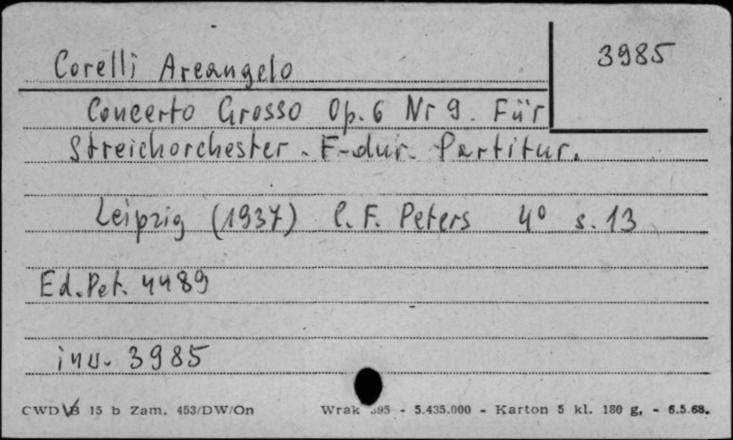 3985
Corelli Arcangelo
Concerto Grosso Op. 6 Nr 9. Für
Streichorchester. F-dur. Partitur.
Leipzig (1937) C. F. Peters 4° s. 13
Ed. Pet. 4489
inv. 3985
CWD 15 b Zam. 453/DW/On Wrak 395 - 5.435.000 - Karton 5 kl. 180 g, - 6.5.68.